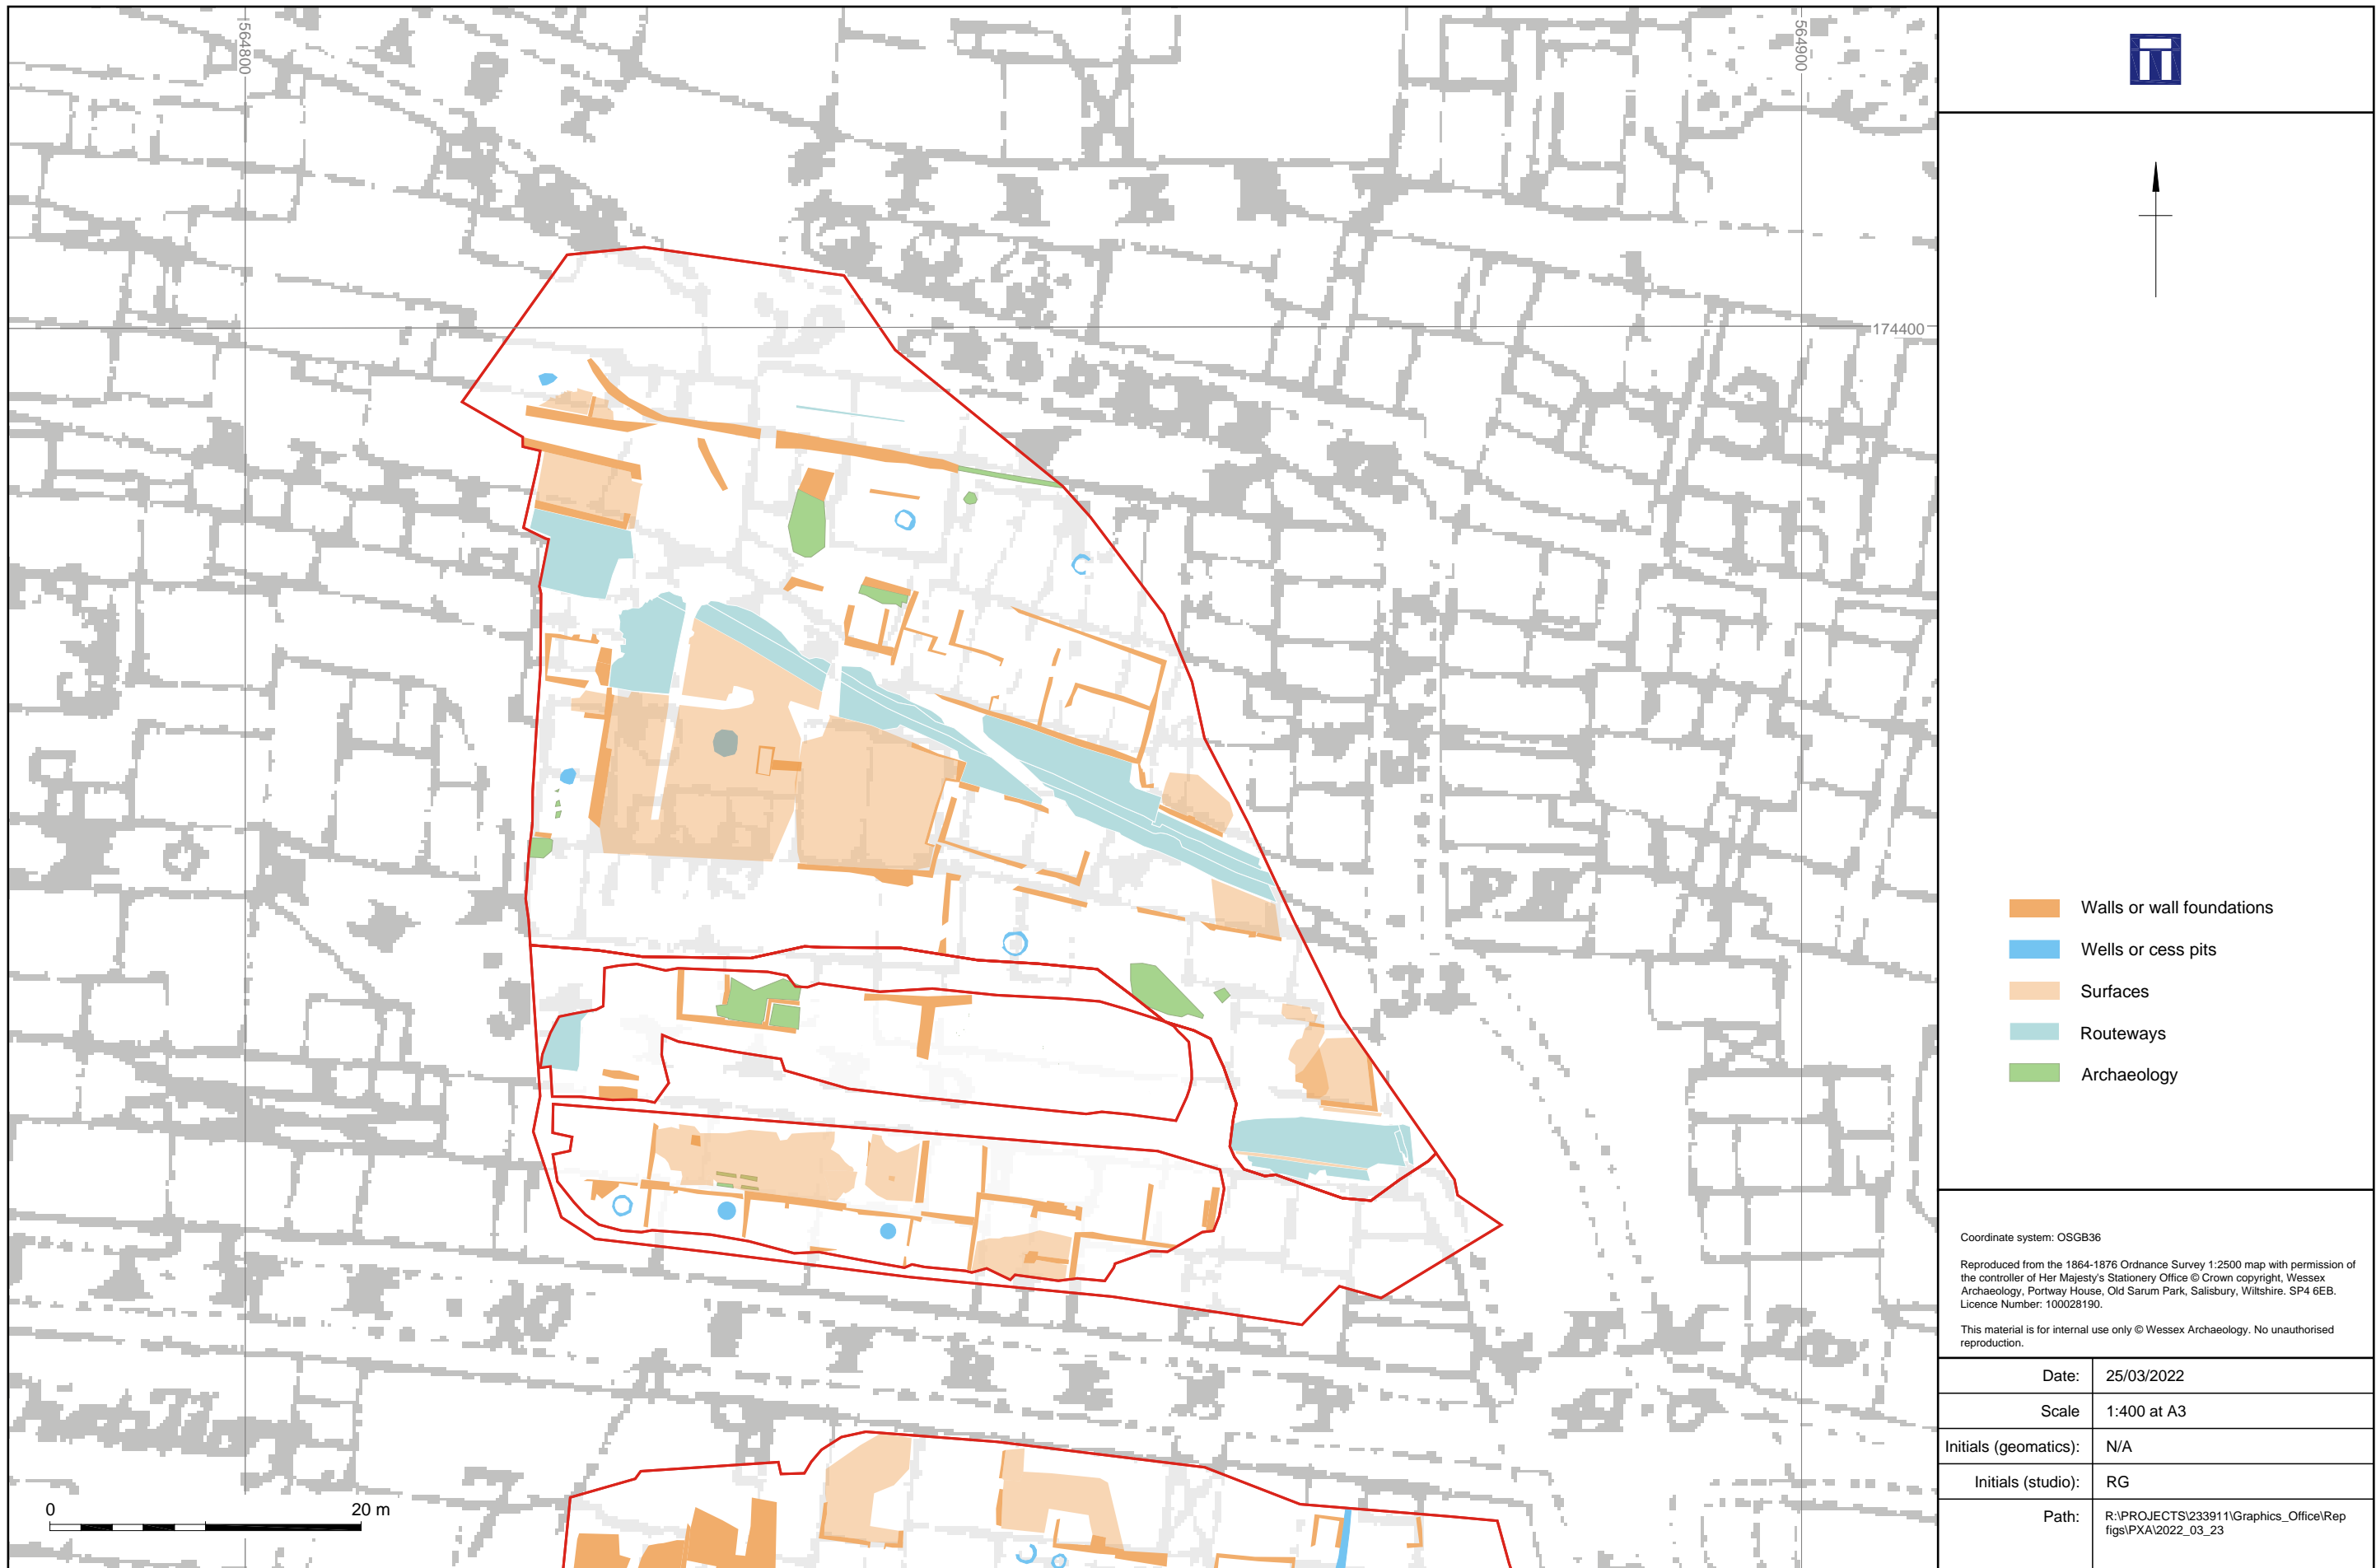 564800
564900
174400
Walls or wall foundations
Wells or cess pits
Surfaces
Routeways
Archaeology
Coordinate system: OSGB36
Reproduced from the 1864-1876 Ordnance Survey 1:2500 map with permission of
the controller of Her Majesty's Stationery Office © Crown copyright, Wessex
Archaeology, Portway House, Old Sarum Park, Salisbury, Wiltshire. SP4 6EB.
Licence Number: 100028190.
This material is for internal use only © Wessex Archaeology. No unauthorised
reproduction.
Date: 25/03/2022
Scale 1:400 at A3
Initials (geomatics): N/A
Initials (studio): RG
Path: R:\PROJECTS\233911\Graphics_Office\Rep
figs\PXA\2022_03_23
0 20 m